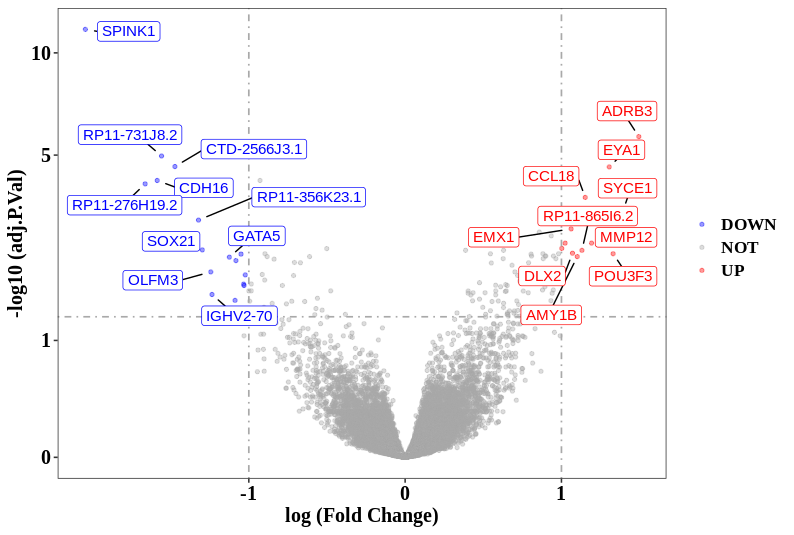 SPINK1
10
ADRB3
RP11-731J8.2
CTD-2566J3.1
EYA1
5
CCL18
CDH16
SYCE1
RP11-356K23.1
RP11-276H19.2
RP11-865I6.2
DOWN
SOX21
GATA5
EMX1
MMP12
NOT
OLFM3
DLX2
POU3F3
UP
IGHV2-70
AMY1B
1
0
-log10 (adj.P.Val)
-1
0
1
log (Fold Change)